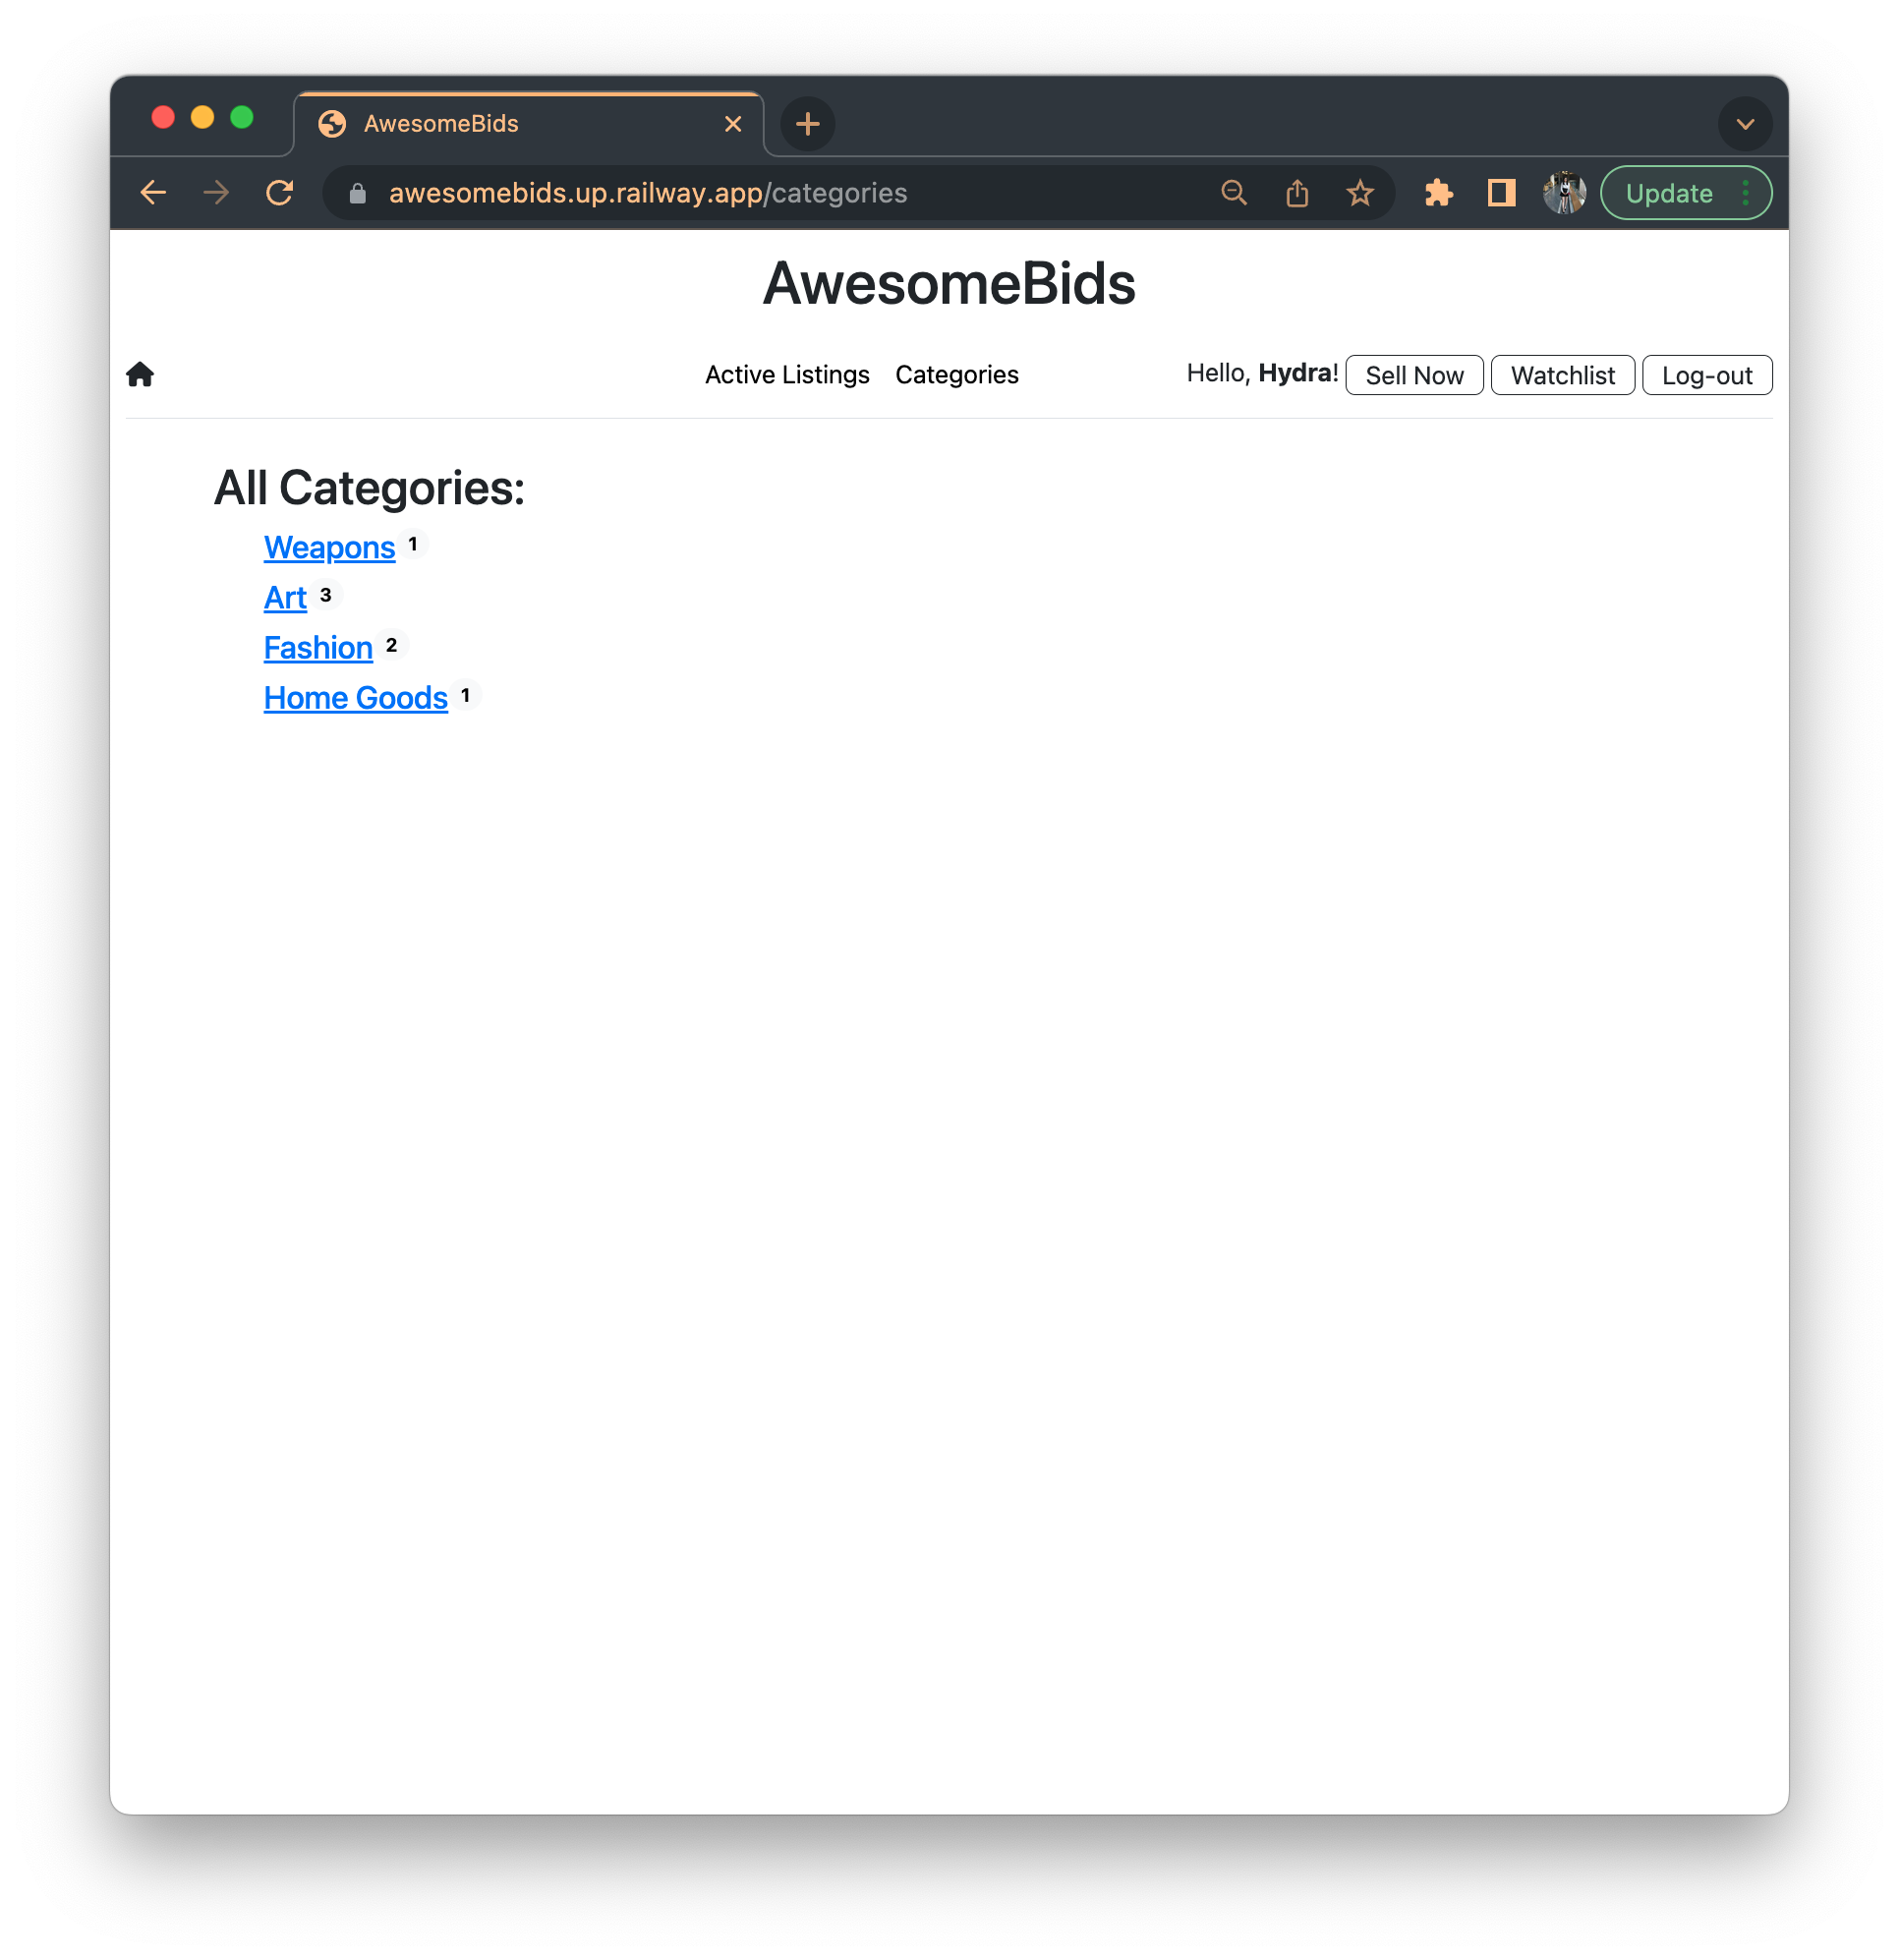 AwesomeBids
awesomebids.up.railway.app/categories
Update
AwesomeBids
Active Listings Categories Hello, Hydra! Sell Now Watchlist Log-out
All Categories:
Weapons 1
Art 3
Fashion 2
Home Goods 1